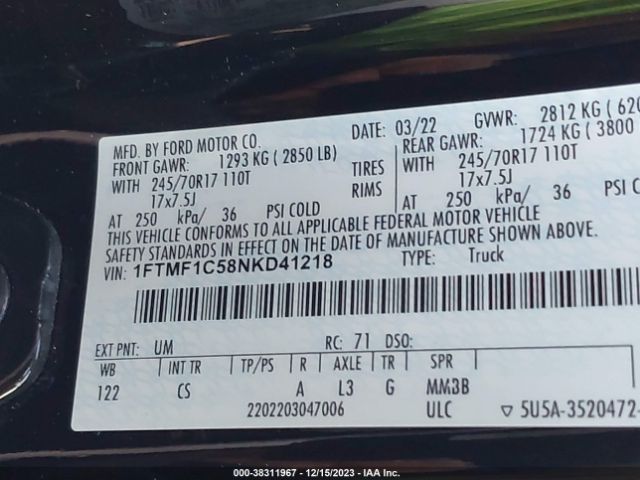 MFD. BY FORD MOTOR CO. DATE: 03/22 GVWR: 2812 KG ( 620
FRONT GAWR: 1293 KG ( 2850 LB) REAR GAWR: 1724 KG ( 3800
WITH 245/70R17 110T TIRES WITH 245/70R17 110T
17x7.5J RIMS 17x7.5J
AT 250 kPa/ 36 PSI COLD AT 250 kPa/ 36 PSI CO
THIS VEHICLE CONFORMS TO ALL APPLICABLE FEDERAL MOTOR VEHICLE
SAFETY STANDARDS IN EFFECT ON THE DATE OF MANUFACTURE SHOWN ABOVE.
VIN: 1FTMF1C58NKD41218 TYPE: Truck
EXT PNT: UM RC: 71 DSO:
WB INT TR TP/PS R AXLE TR SPR
122 CS A L3 G MM3B
2202203047006 ULC ▽ 5U5A-3520472-
000-38311967 - 12/15/2023 - IAA Inc.